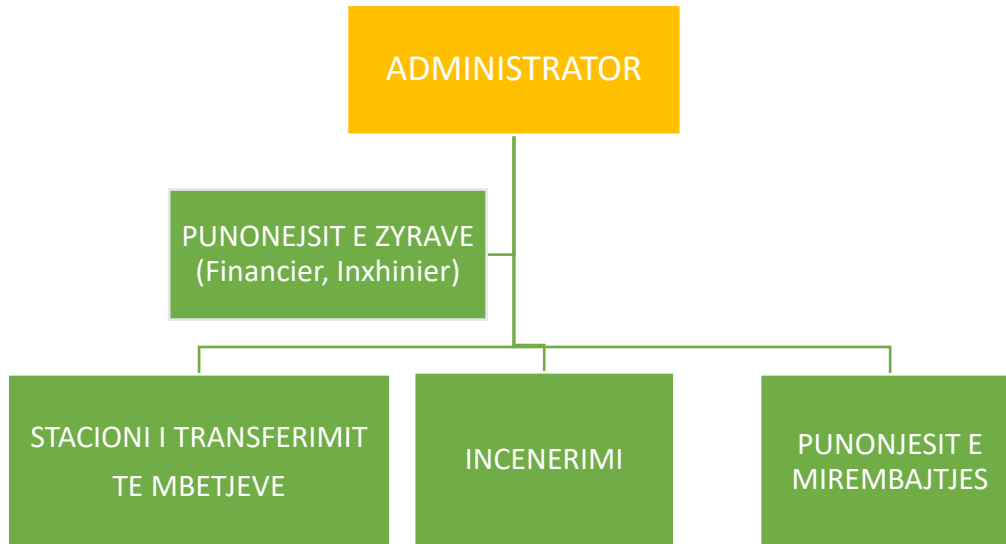 ADMINISTRATOR
PUNONEJSIT E ZYRAVE
(Financier, Inxhinier)
STACIONI I TRANSFERIMIT
TE MBETJEVE
INCENERIMI
PUNONJESIT E
MIREMBAJTJES